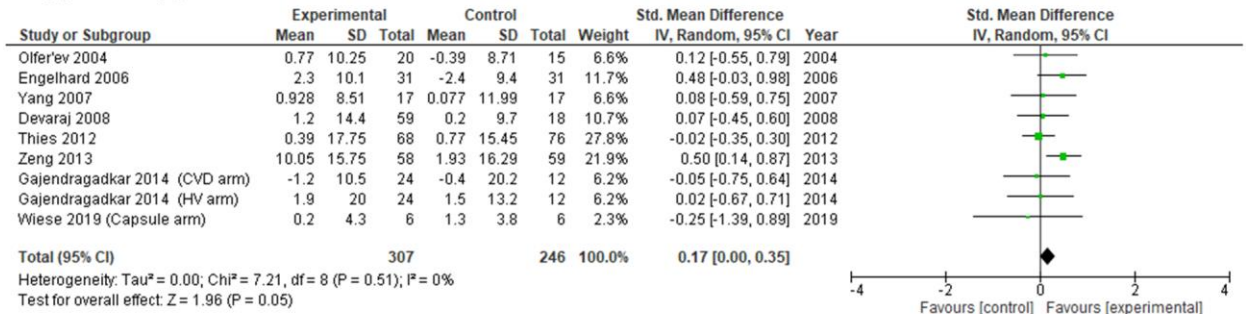 Experimental Control Std. Mean Difference Std. Mean Difference
Study or Subgroup Mean SD Total Mean SD Total Weight IV, Random, 95% CI Year IV, Random, 95% CI
Olfer'ev 2004 0.77 10.25 20 -0.39 8.71 15 6.6% 0.12 [-0.55, 0.79] 2004
Engelhard 2006 2.3 10.1 31 -2.4 9.4 31 11.7% 0.48 [-0.03, 0.98] 2006
Yang 2007 0.928 8.51 17 0.077 11.99 17 6.6% 0.08 [-0.59, 0.75] 2007
Devaraj 2008 1.2 14.4 59 0.2 9.7 18 10.7% 0.07 [-0.45, 0.60] 2008
Thies 2012 0.39 17.75 68 0.77 15.45 76 27.8% -0.02 [-0.35, 0.30] 2012
Zeng 2013 10.05 15.75 58 1.93 16.29 59 21.9% 0.50 [0.14, 0.87] 2013
Gajendragadkar 2014 (CVD arm) -1.2 10.5 24 -0.4 20.2 12 6.2% -0.05 [-0.75, 0.64] 2014
Gajendragadkar 2014 (HV arm) 1.9 20 24 1.5 13.2 12 6.2% 0.02 [-0.67, 0.71] 2014
Wiese 2019 (Capsule arm) 0.2 4.3 6 1.3 3.8 6 2.3% -0.25 [-1.39, 0.89] 2019
Total (95% CI) 307 246 100.0% 0.17 [0.00, 0.35]
Heterogeneity: Tau² = 0.00; Chi² = 7.21, df = 8 (P = 0.51); I² = 0%
Test for overall effect: Z = 1.96 (P = 0.05)
-4 -2 0 2 4
Favours [control] Favours [experimental]